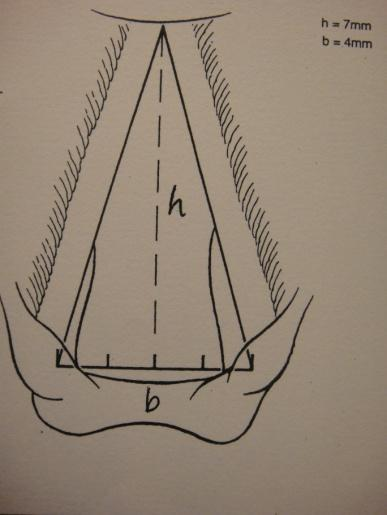 h = 7mm
b = 4mm
h
b